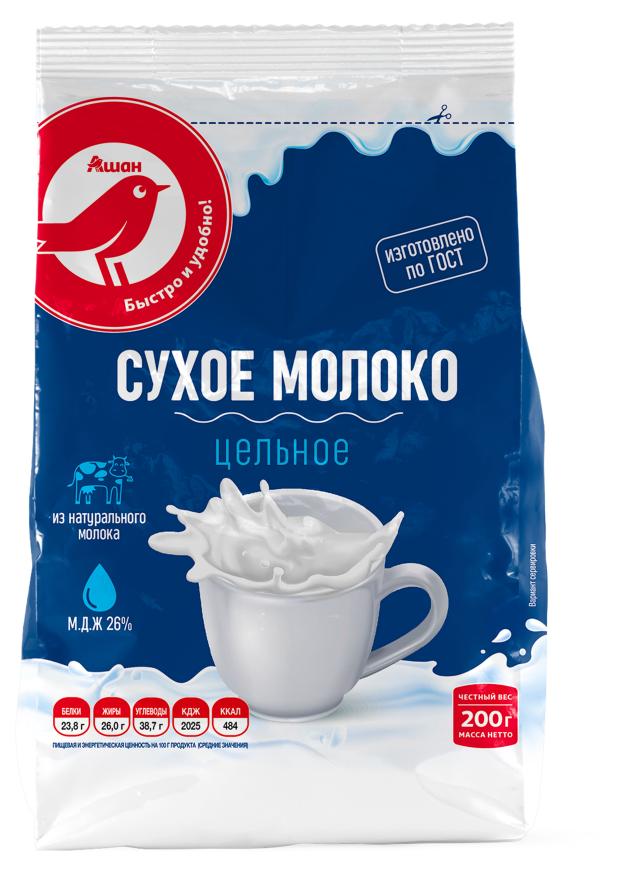 Ашан
Быстро и удобно!
ИЗГОТОВЛЕНО
ПО ГОСТ
СУХОЕ МОЛОКО
цельное
из натурального
молока
М.Д.Ж 26%
Вариант сервировки
БЕЛКИ
23,8 г
ЖИРЫ
26,0 г
УГЛЕВОДЫ
38,7 г
КДЖ
2025
ККАЛ
484
ПИЩЕВАЯ И ЭНЕРГЕТИЧЕСКАЯ ЦЕННОСТЬ НА 100 Г ПРОДУКТА (СРЕДНИЕ ЗНАЧЕНИЯ)
ЧЕСТНЫЙ ВЕС
200 г
МАССА НЕТТО